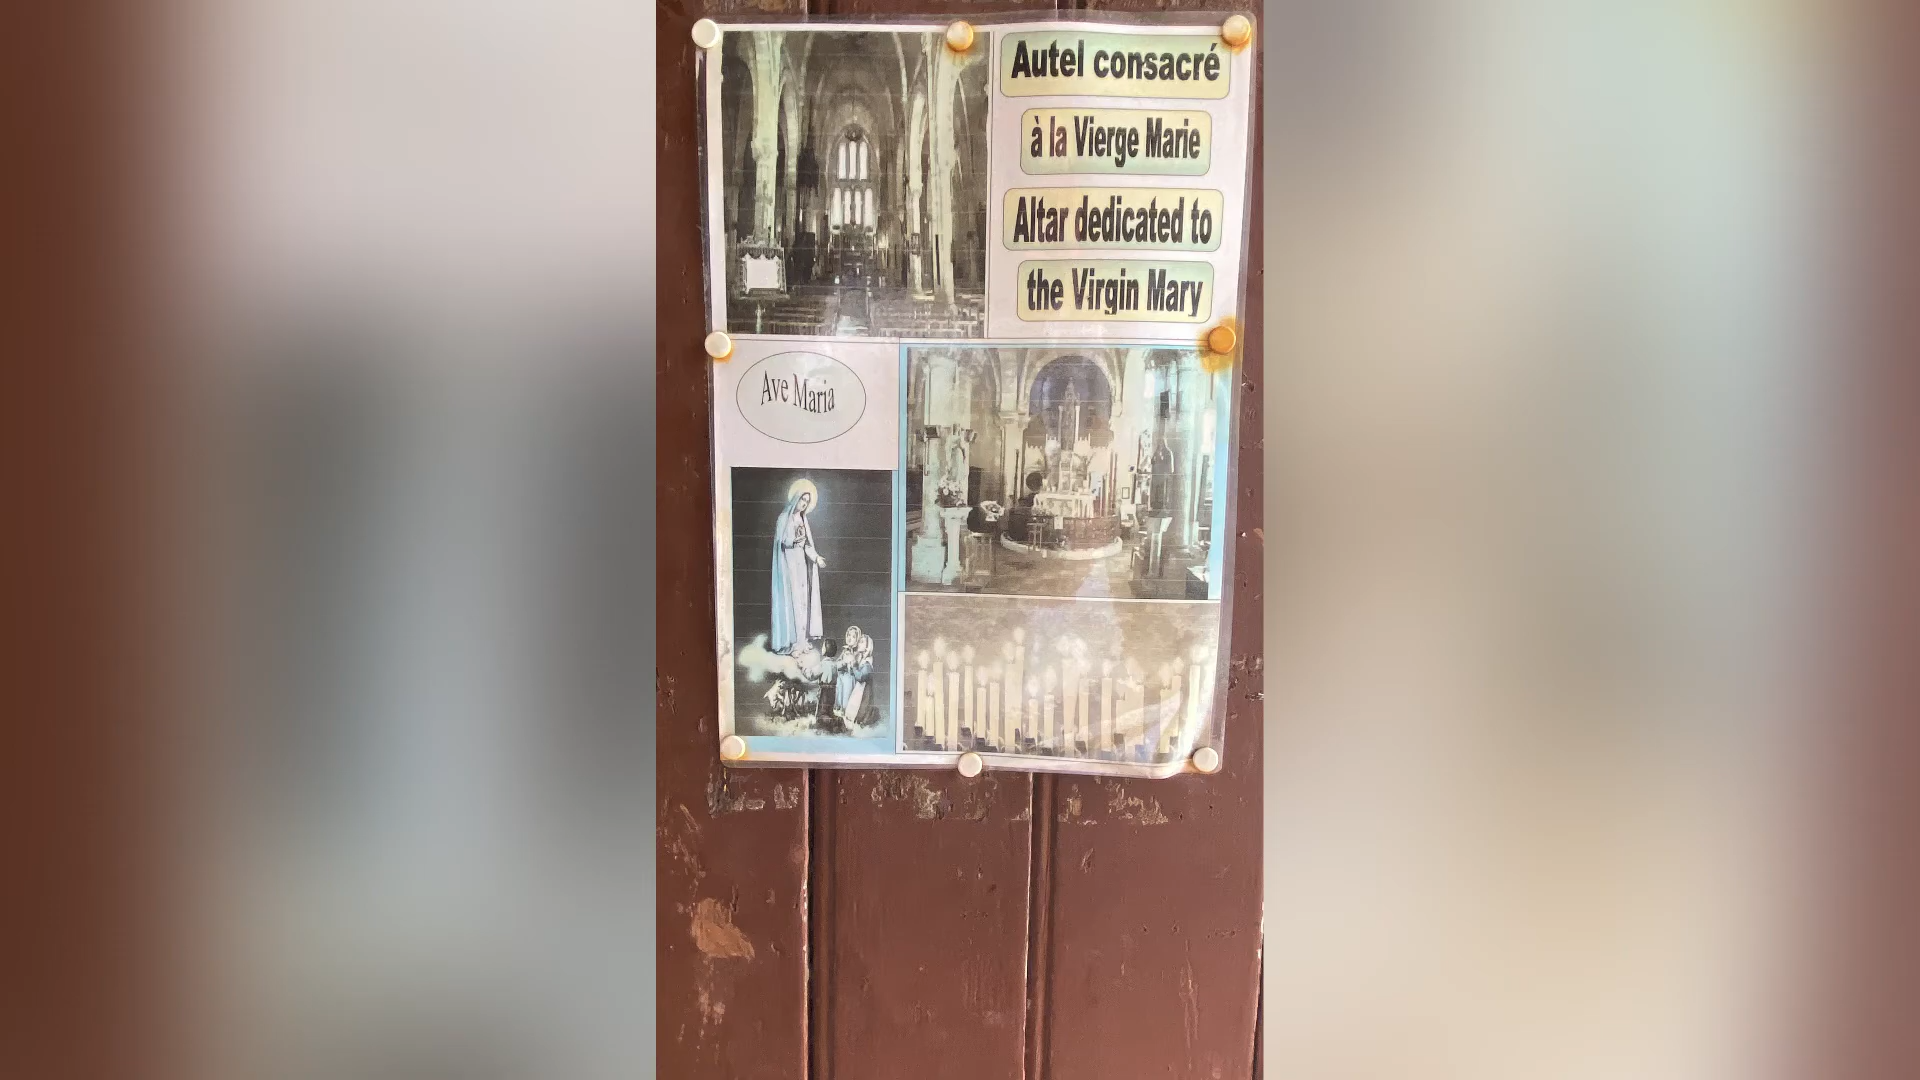 Autel consacré
à la Vierge Marie
Altar dedicated to
the Virgin Mary
Ave Maria